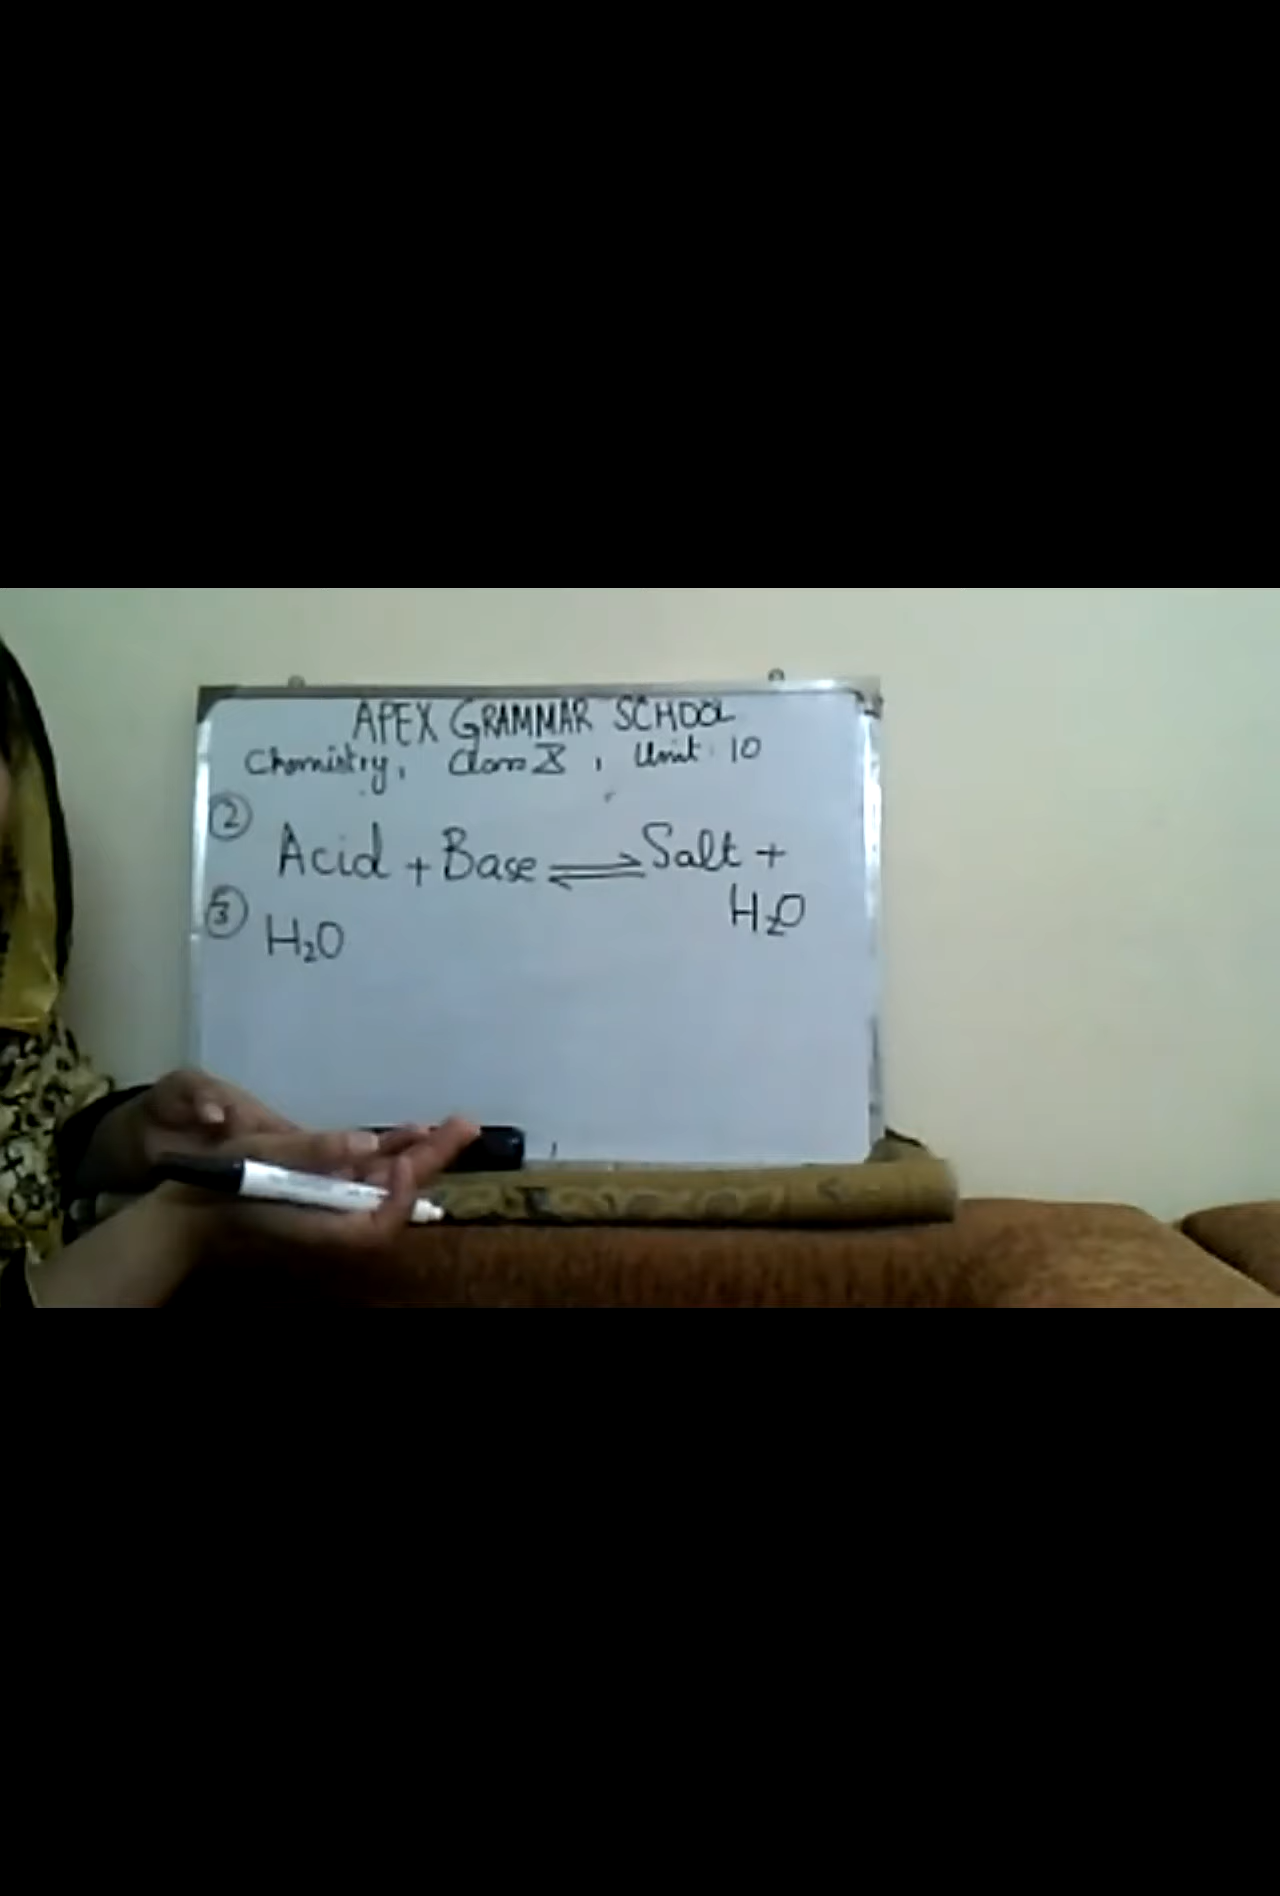 APEX GRAMMAR SCHOOL
Chemistry, Class X, Unit 10
②
Acid + Base ⇌ Salt +
H₂O
③
H₂O